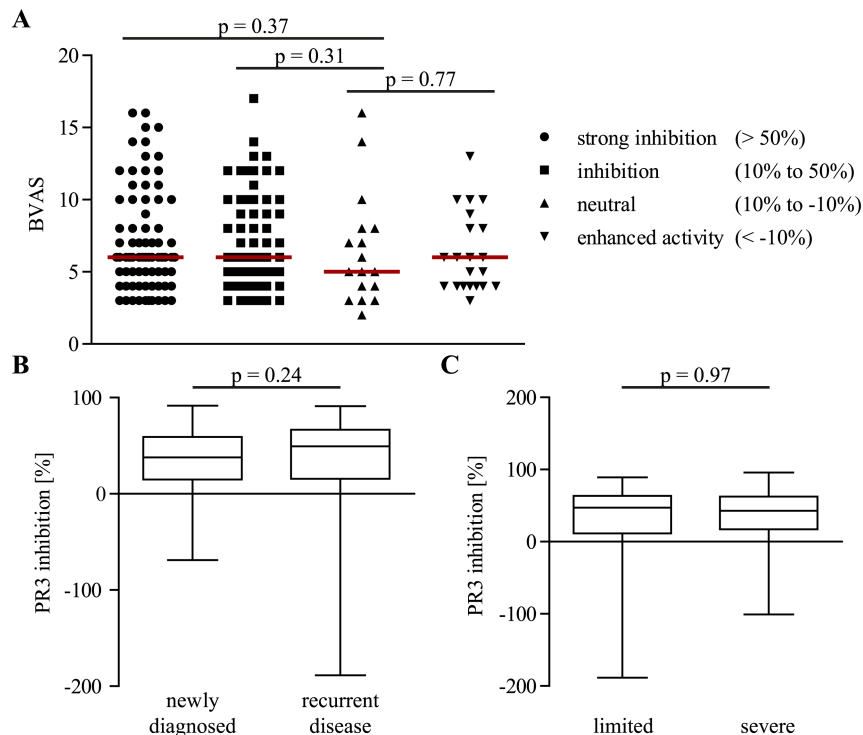 A
p = 0.37
p = 0.31
p = 0.77
20
15
10
5
0
BVAS
strong inhibition (> 50%)
inhibition (10% to 50%)
neutral (10% to -10%)
enhanced activity (< -10%)
B
p = 0.24
100
0
-100
-200
PR3 inhibition [%]
newly
diagnosed
recurrent
disease
C
p = 0.97
200
100
0
-100
-200
PR3 inhibition [%]
limited
severe